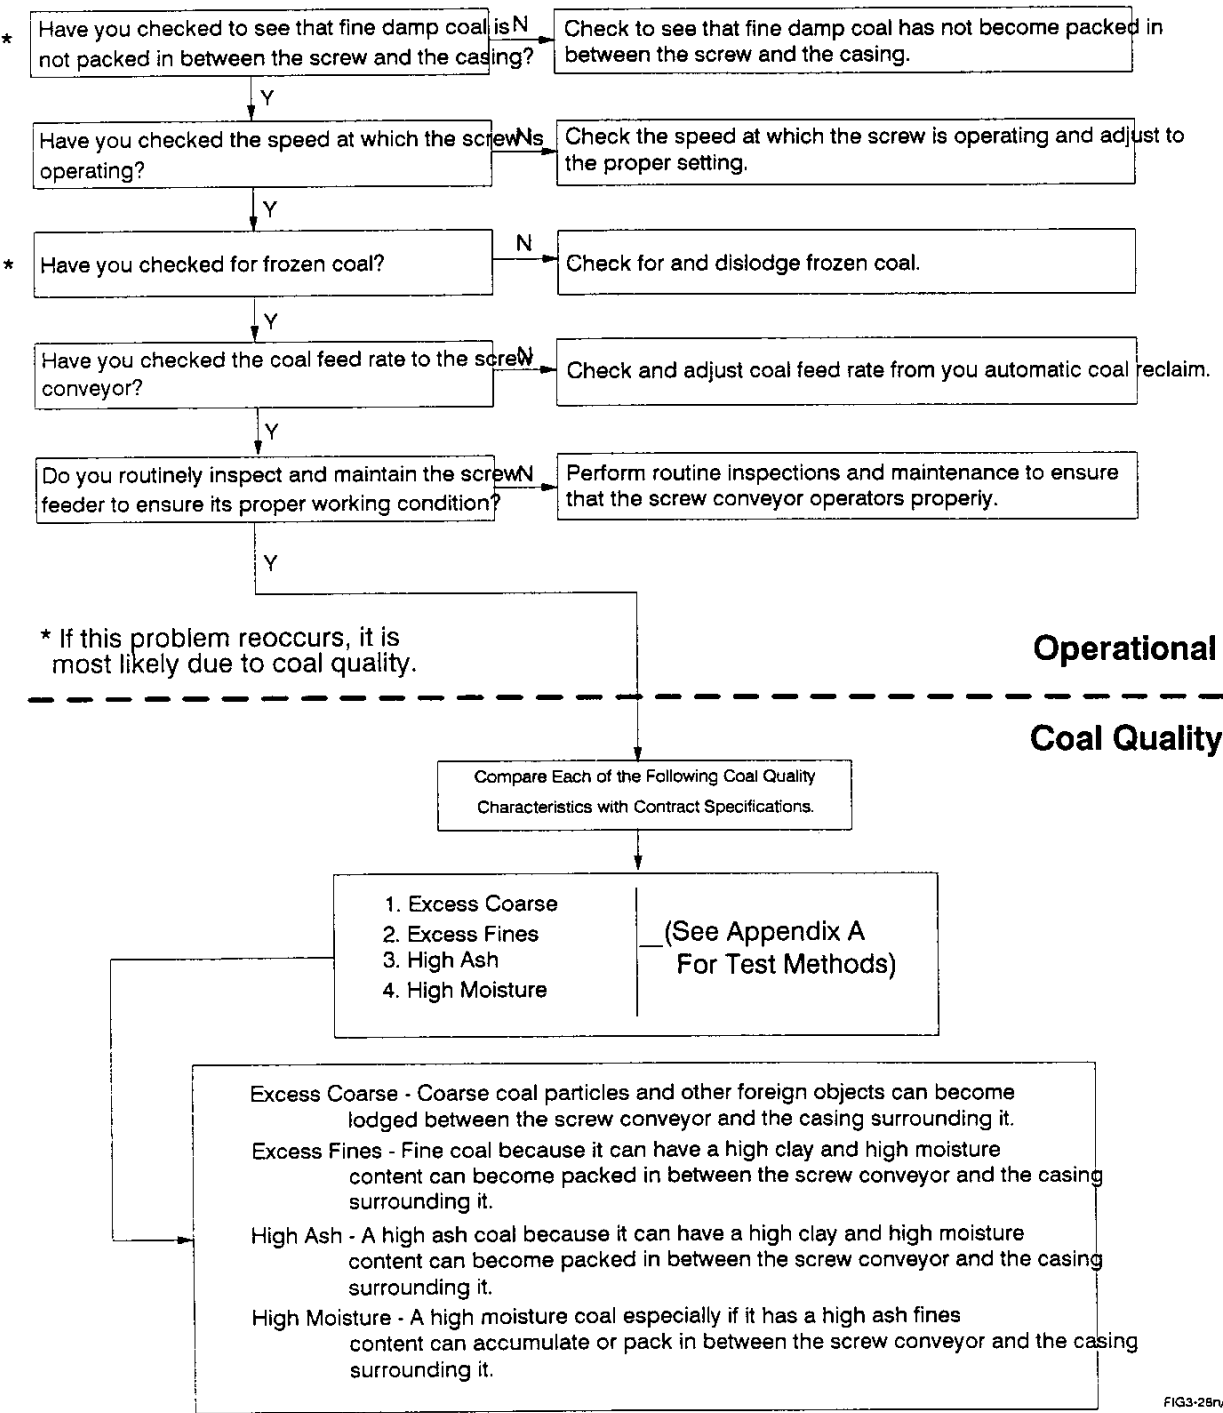 * Have you checked to see that fine damp coal is N Check to see that fine damp coal has not become packed in
not packed in between the screw and the casing? between the screw and the casing.
Y
Have you checked the speed at which the screw is N Check the speed at which the screw is operating and adjust to
operating? the proper setting.
Y
* Have you checked for frozen coal? N Check for and dislodge frozen coal.
Y
Have you checked the coal feed rate to the screw N Check and adjust coal feed rate from you automatic coal reclaim.
conveyor?
Y
Do you routinely inspect and maintain the screw N Perform routine inspections and maintenance to ensure
feeder to ensure its proper working condition? that the screw conveyor operators properly.
Y
* If this problem reoccurs, it is
most likely due to coal quality.
Operational
Coal Quality
Compare Each of the Following Coal Quality
Characteristics with Contract Specifications.
1. Excess Coarse
2. Excess Fines
3. High Ash
4. High Moisture
(See Appendix A
For Test Methods)
Excess Coarse - Coarse coal particles and other foreign objects can become
lodged between the screw conveyor and the casing surrounding it.
Excess Fines - Fine coal because it can have a high clay and high moisture
content can become packed in between the screw conveyor and the casing
surrounding it.
High Ash - A high ash coal because it can have a high clay and high moisture
content can become packed in between the screw conveyor and the casing
surrounding it.
High Moisture - A high moisture coal especially if it has a high ash fines
content can accumulate or pack in between the screw conveyor and the casing
surrounding it.